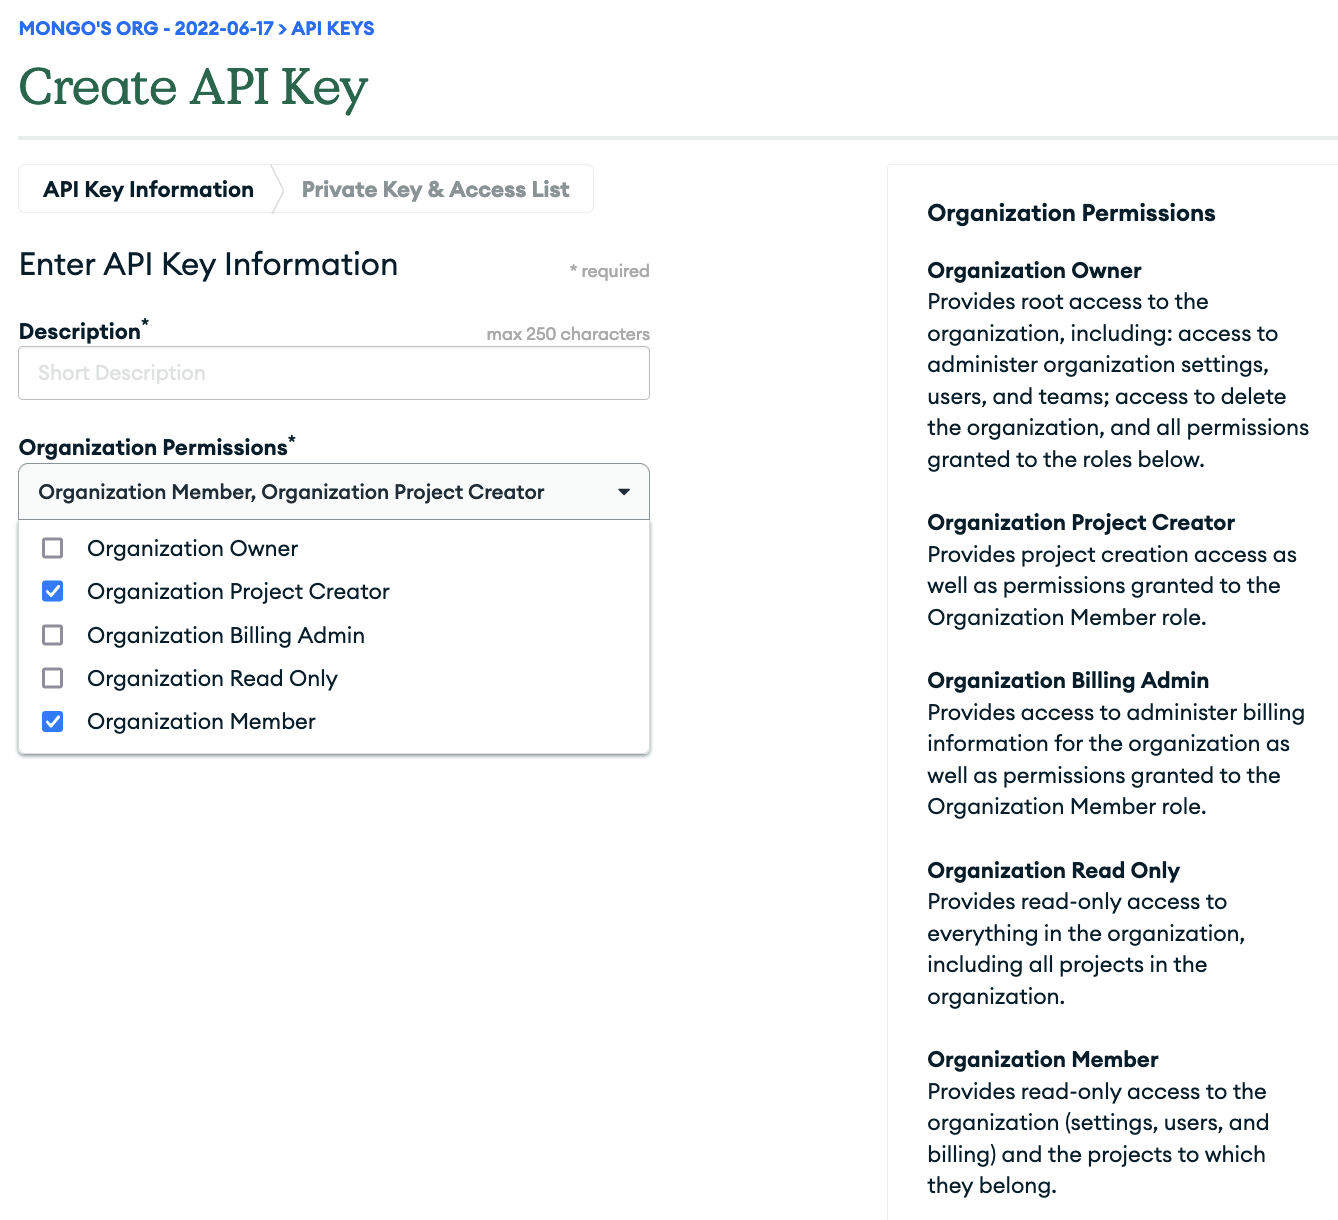 MONGO'S ORG - 2022-06-17 > API KEYS
Create API Key
API Key Information
Private Key & Access List
Enter API Key Information
* required
Description*
max 250 characters
Short Description
Organization Permissions*
Organization Member, Organization Project Creator
Organization Owner
Organization Project Creator
Organization Billing Admin
Organization Read Only
Organization Member
Organization Permissions
Organization Owner
Provides root access to the
organization, including: access to
administer organization settings,
users, and teams; access to delete
the organization, and all permissions
granted to the roles below.
Organization Project Creator
Provides project creation access as
well as permissions granted to the
Organization Member role.
Organization Billing Admin
Provides access to administer billing
information for the organization as
well as permissions granted to the
Organization Member role.
Organization Read Only
Provides read-only access to
everything in the organization,
including all projects in the
organization.
Organization Member
Provides read-only access to the
organization (settings, users, and
billing) and the projects to which
they belong.